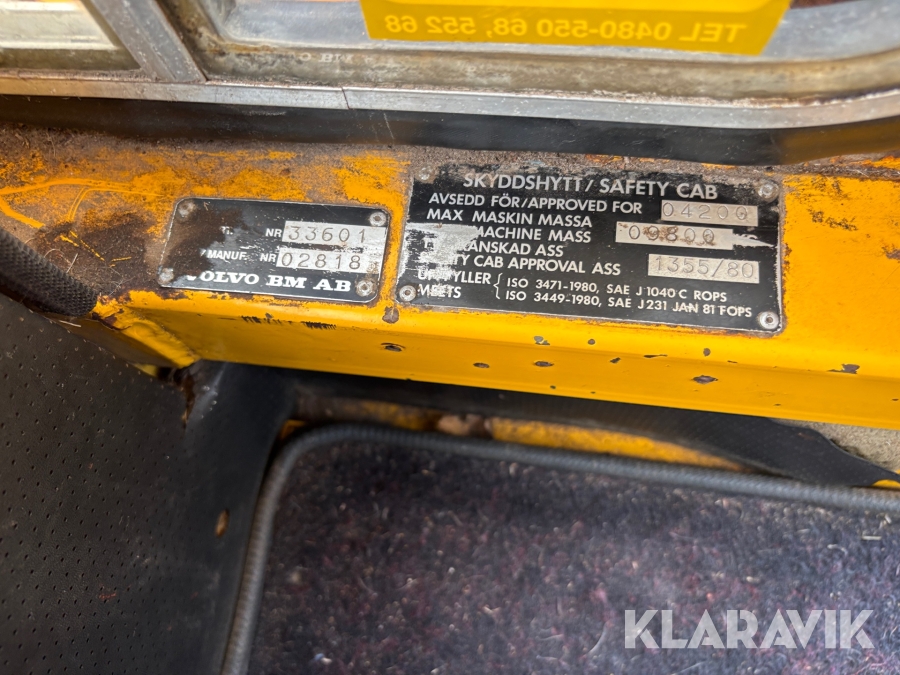 TEL 0480-550 68, 552 68
NR 33601
MANUF. NR 02818
VOLVO BM AB
SKYDDSHYTT/SAFETY CAB
AVSEDD FÖR/APPROVED FOR 04200
MAX MASKIN MASSA
MACHINE MASS 09800
ASS
CAB APPROVAL ASS 1355/80
UPPFYLLER { ISO 3471-1980, SAE J1040C ROPS
MEETS ISO 3449-1980, SAE J231 JAN 81 FOPS
KLARAVIK